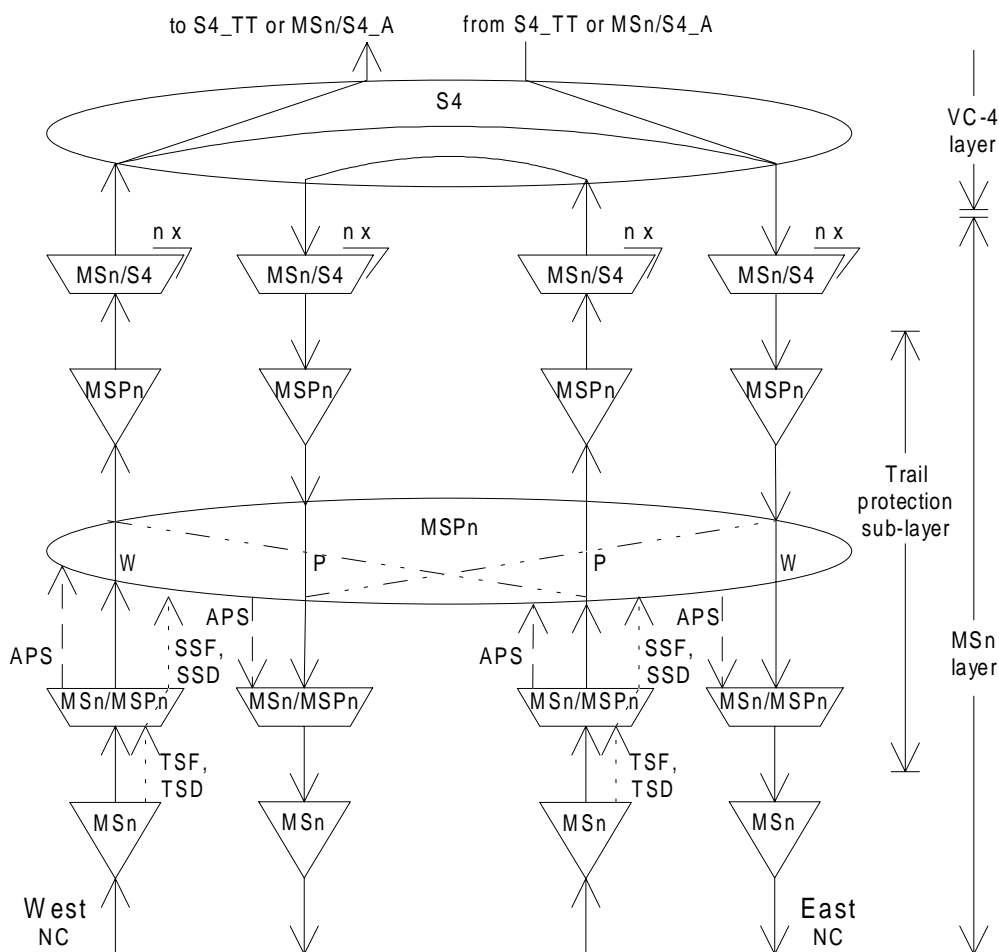 to S4_TT or MSn/S4_A from S4_TT or MSn/S4_A
S4
VC-4
layer
n x n x n x n x
MSn/S4 MSn/S4 MSn/S4 MSn/S4
MSPn MSPn MSPn MSPn
Trail
protection
sub-layer
MSPn
W P P W
APS SSF,
SSD APS APS SSF,
SSD APS
MSn
layer
MSn/MSPn MSn/MSPn MSn/MSPn MSn/MSPn
TSF,
TSD TSF,
TSD
MSn MSn MSn MSn
West
NC
East
NC